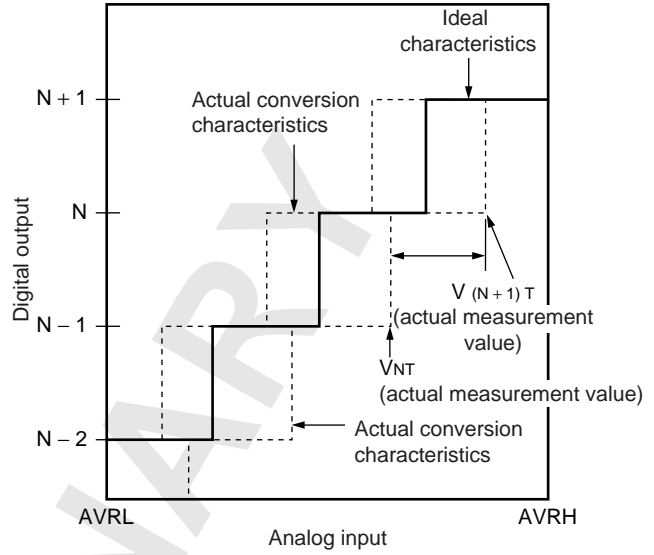 Ideal
characteristics
N + 1
Actual conversion
characteristics
N
Digital output
V (N + 1) T
(actual measurement
value)
N − 1
VNT
(actual measurement value)
Actual conversion
characteristics
N − 2
AVRL
AVRH
Analog input
NARY